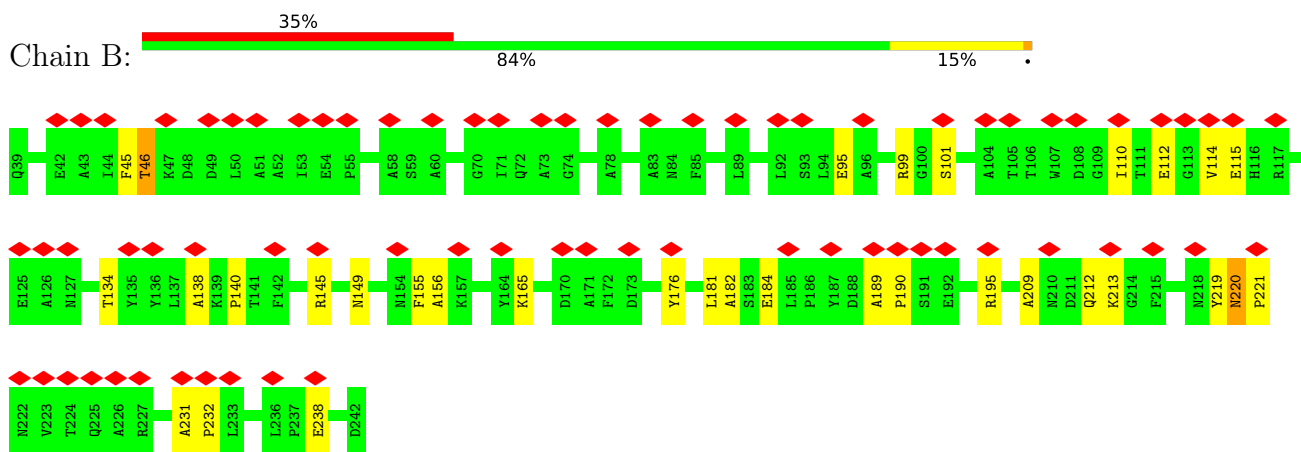 35%
Chain B:
84% 15% •
Q39 E42 A43 I44 F45 T46 K47 D48 D49 L50 A51 A52 I53 E54 P55 A58 S59 A60 G70 I71 Q72 A73 G74 A78 A83 N84 F85 L89 L92 S93 L94 E95 A96 R99 G100 S101 A104 T105 T106 W107 D108 G109 I110 T111 E112 G113 V114 E115 H116 R117
E125 A126 N127 T134 Y135 Y136 L137 A138 K139 P140 T141 F142 R145 N149 N154 F155 A156 K157 Y164 K165 D170 A171 F172 D173 Y176 L181 A182 S183 E184 L185 P186 Y187 D188 A189 P190 S191 E192 R195 A209 N210 D211 Q212 K213 G214 F215 N218 Y219 N220 P221
N222 V223 T224 Q225 A226 R227 A231 P232 L233 L236 P237 E238 D242